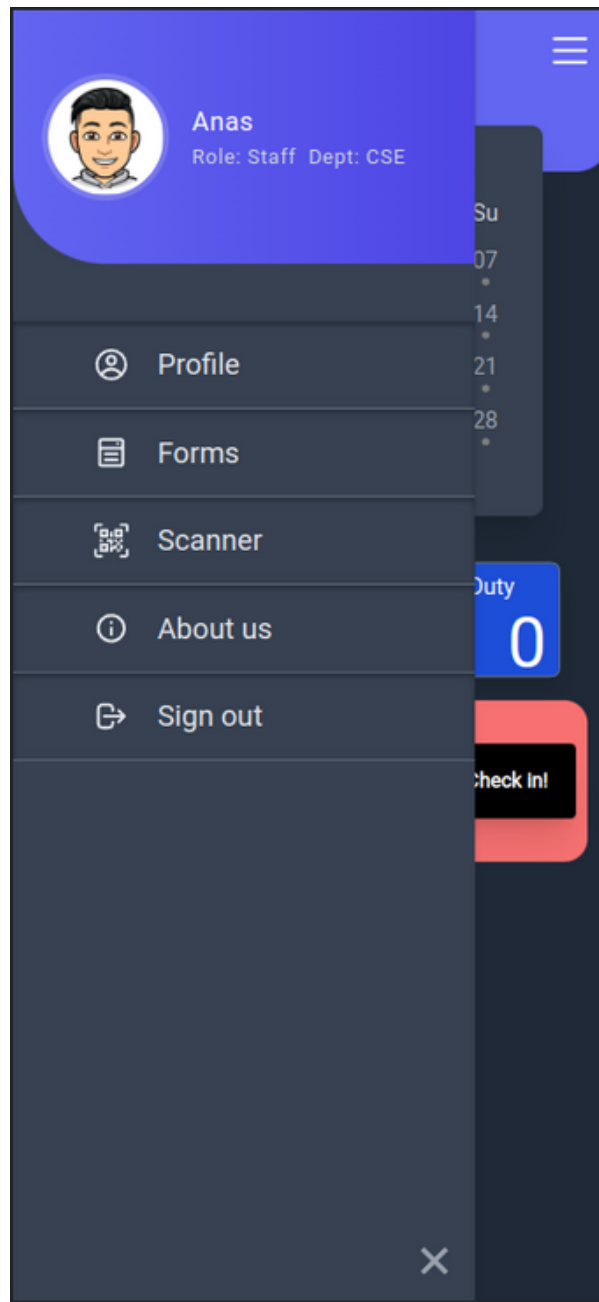 Anas
Role: Staff Dept: CSE
Su
07
14
21
28
Profile
Forms
Scanner
About us
Sign out
Duty
0
Check In!